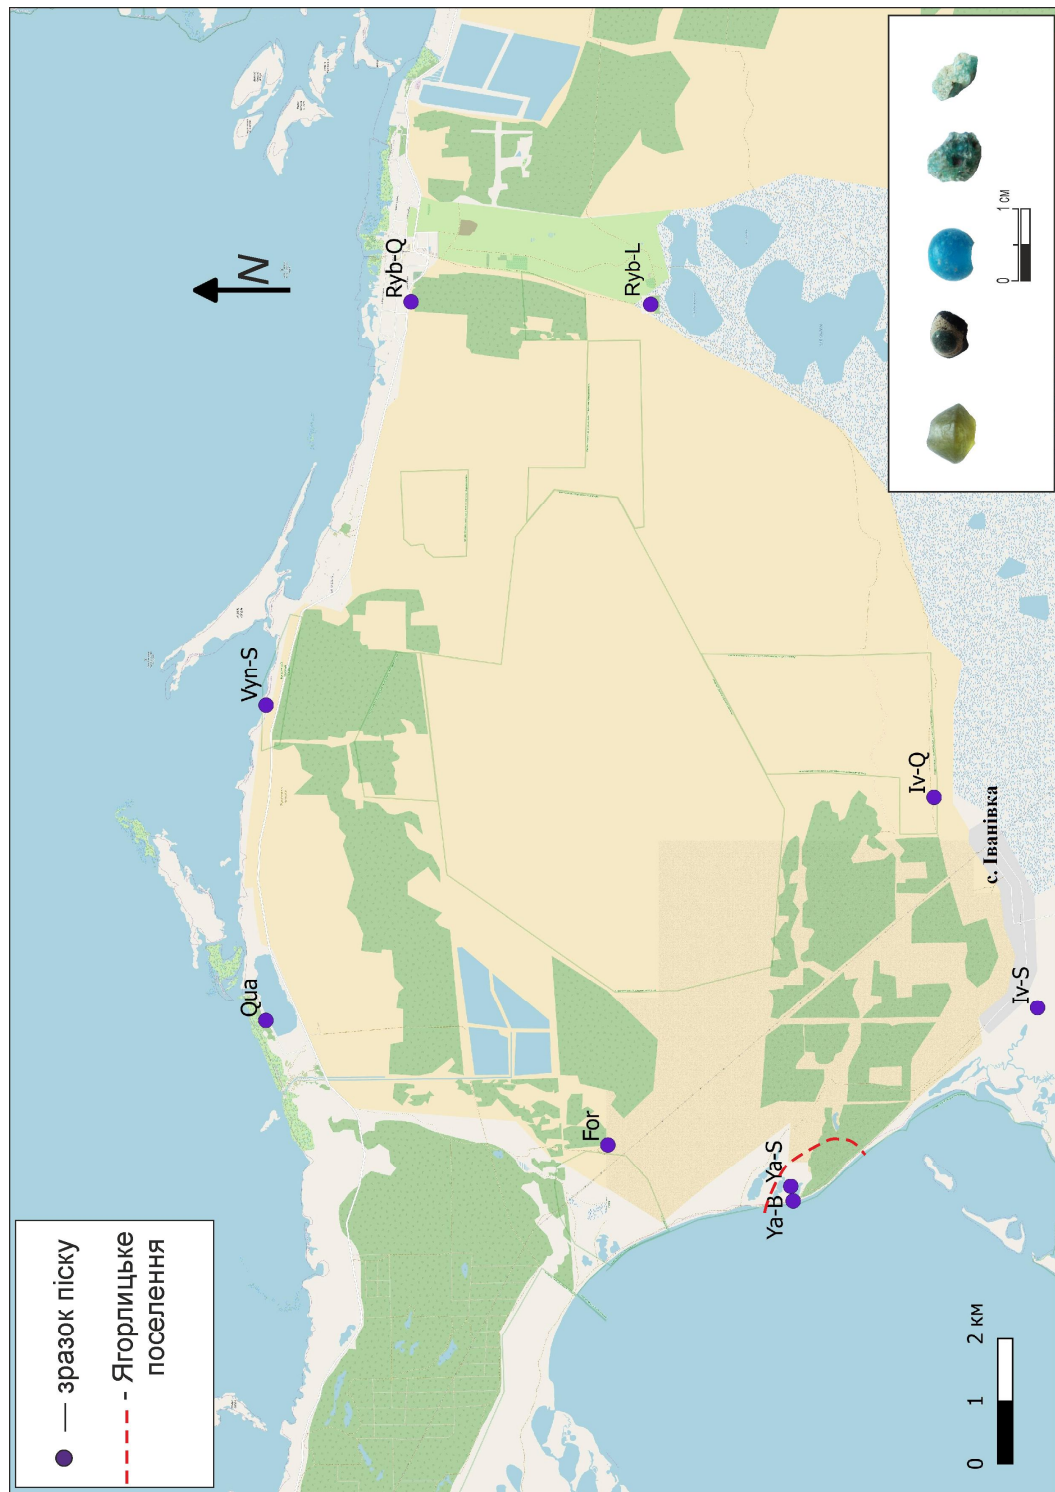 зразок піску
- Ягорлицьке
поселення
N
Qua
Vyn-S
Ryb-Q
Ryb-L
For
Ya-B
Ya-S
Iv-Q
с. Іванівка
Iv-S
0 1 2 км
0 1 см